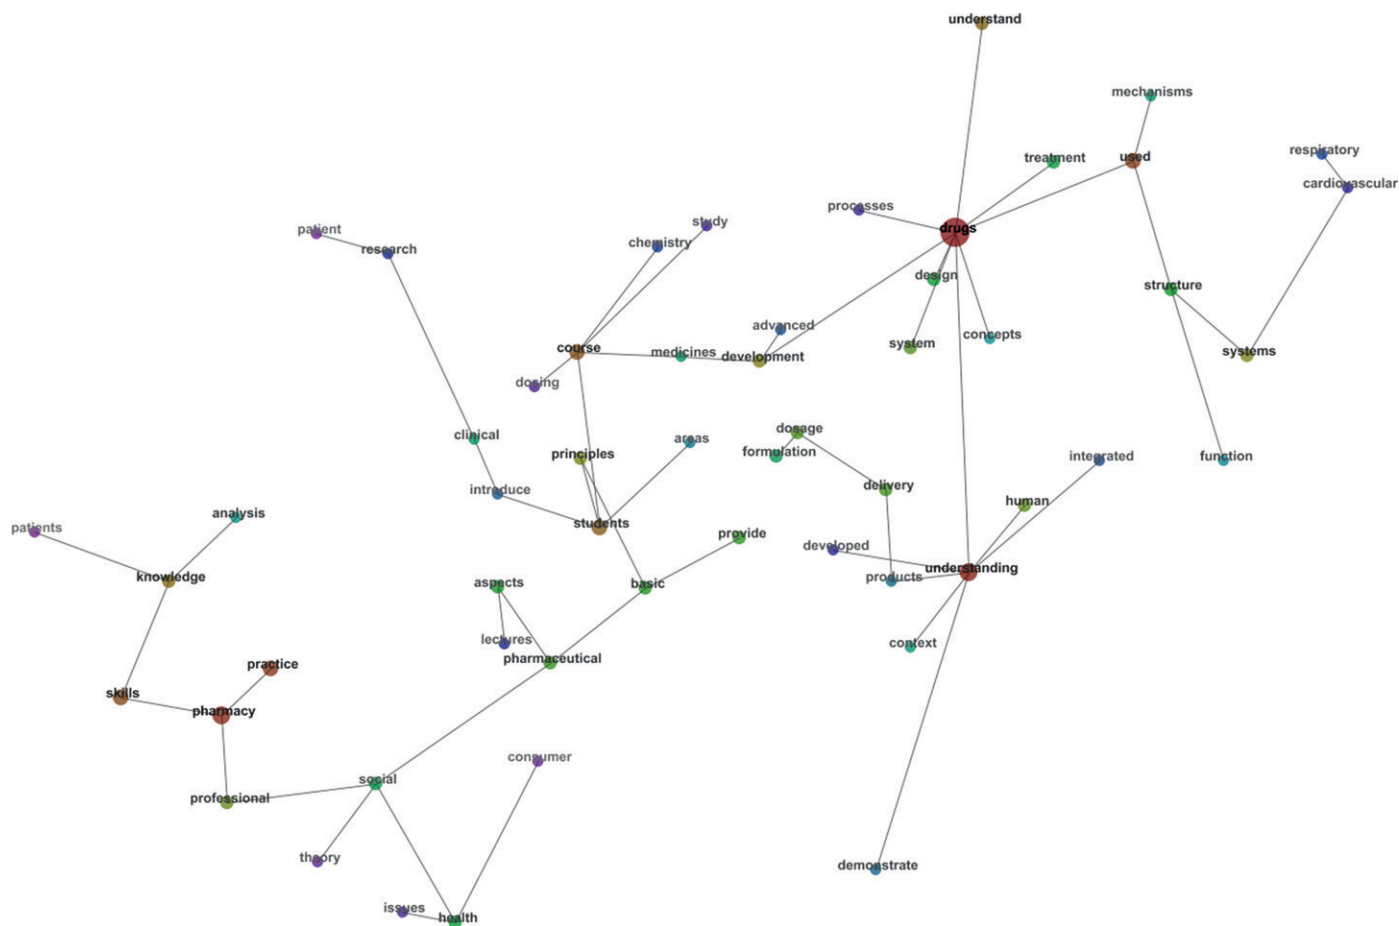 understand
mechanisms
respiratory
treatment
used
cardiovascular
processes
study
drugs
patient
chemistry
research
design
structure
advanced
concepts
system
course
medicines
development
systems
dosing
dosage
clinical
areas
principles
formulation
integrated
function
introduce
delivery
human
analysis
patients
students
provide
developed
understanding
knowledge
products
aspects
basic
lectures
context
pharmaceutical
practice
skills
pharmacy
consumer
social
professional
theory
demonstrate
issues
health